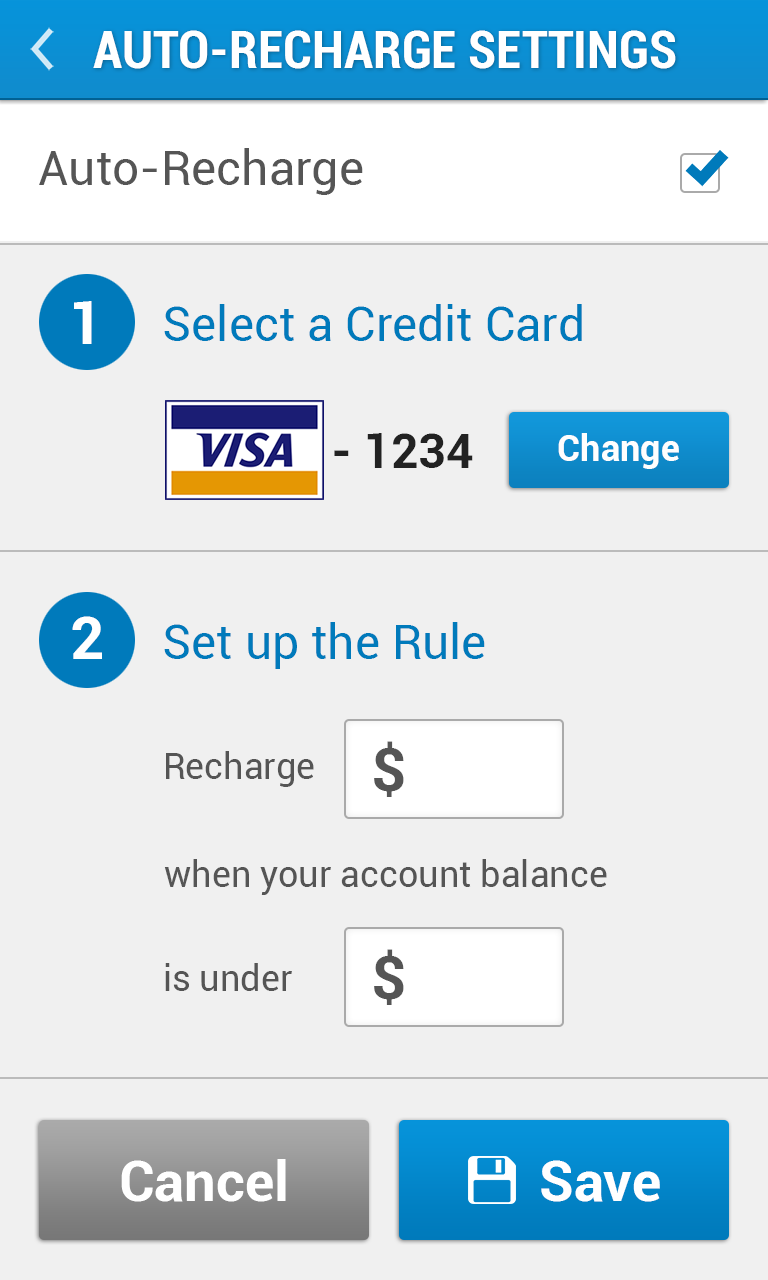 AUTO-RECHARGE SETTINGS
Auto-Recharge
1 Select a Credit Card
VISA - 1234 Change
2 Set up the Rule
Recharge $
when your account balance
is under $
Cancel Save